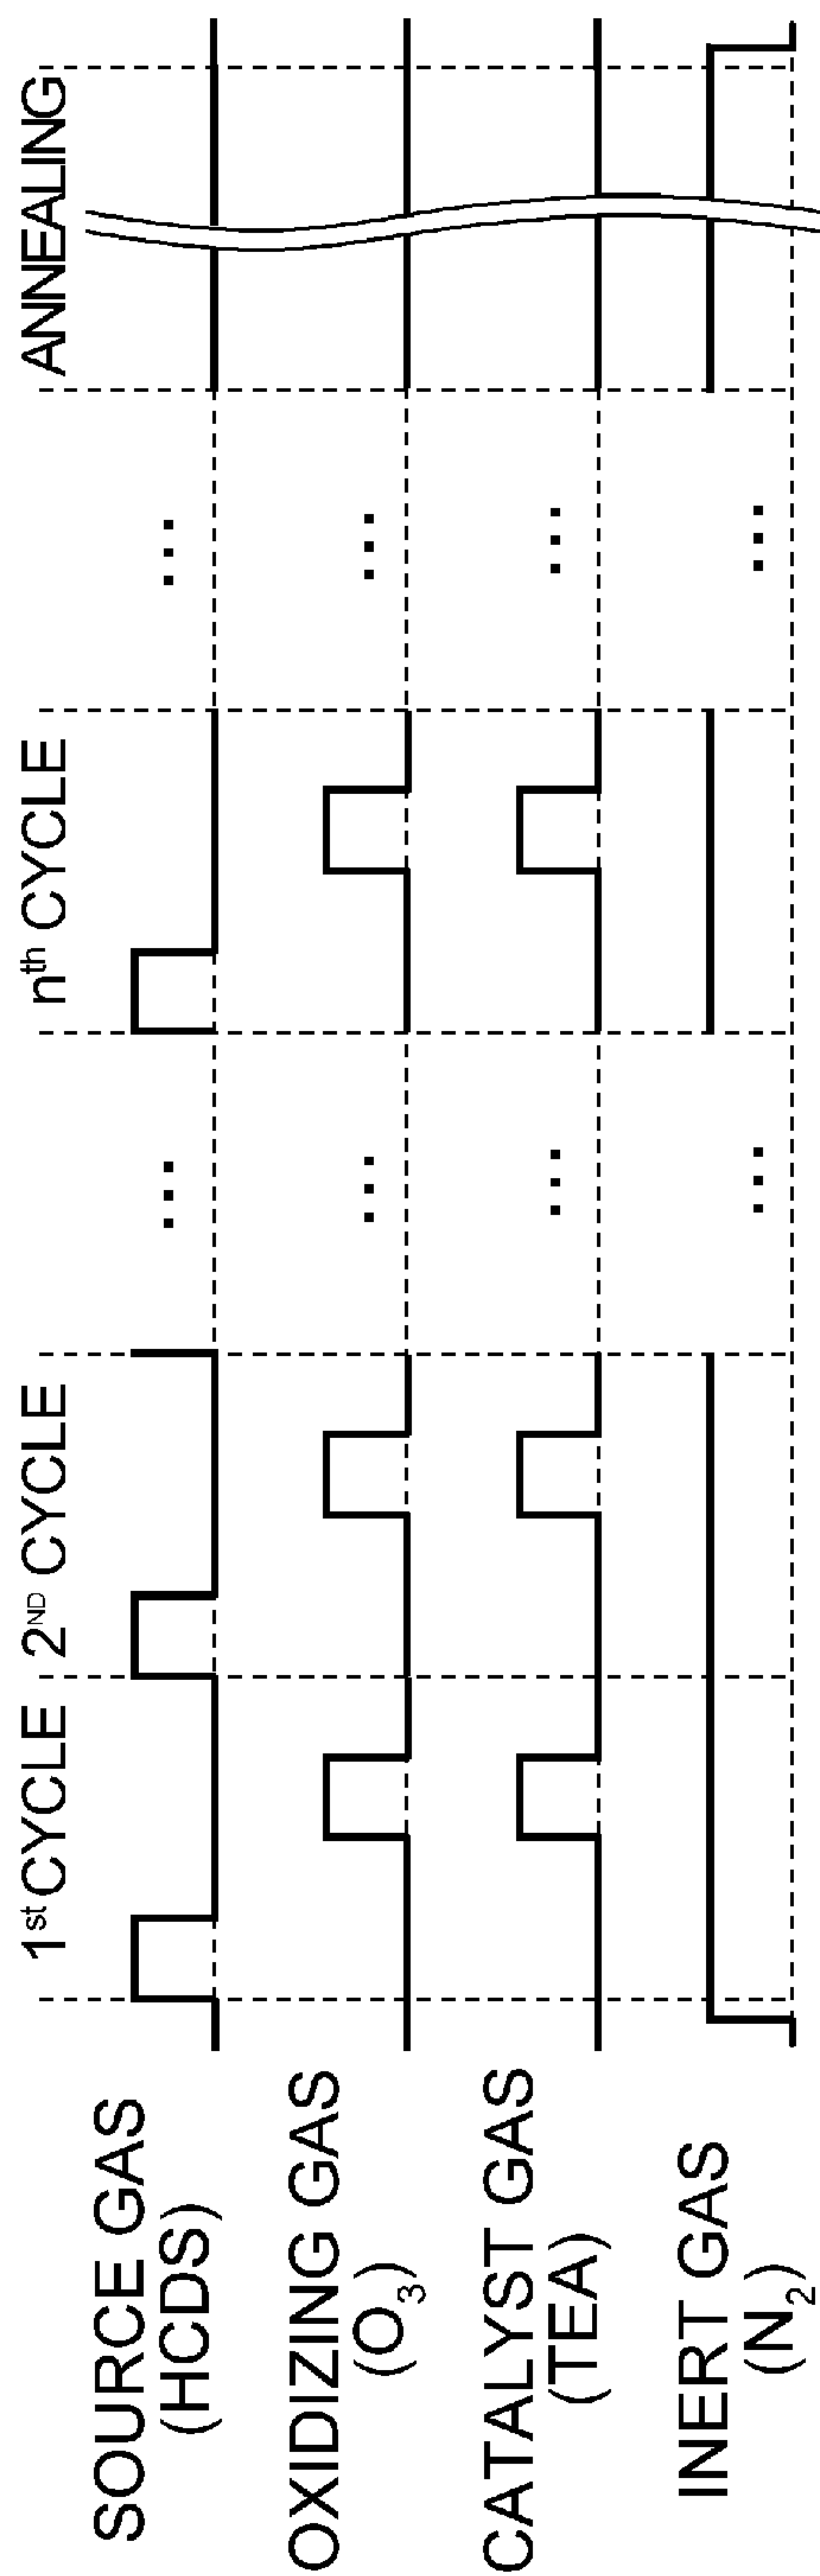 1st CYCLE 2ND CYCLE ... nth CYCLE ... ANNEALING
SOURCE GAS
(HCDS)
... ...
OXIDIZING GAS
(O3)
... ...
CATALYST GAS
(TEA)
... ...
INERT GAS
(N2)
... ...